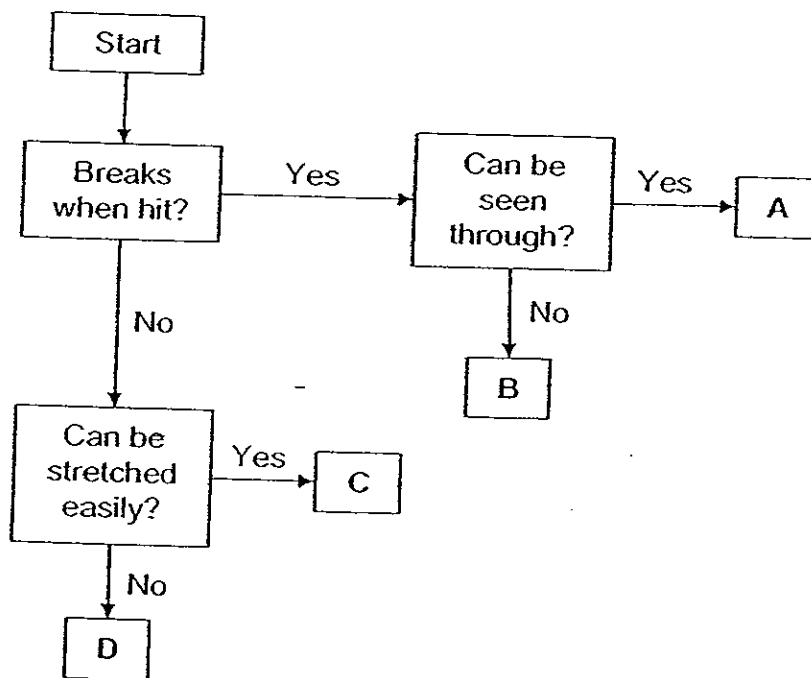 Start
Breaks
when hit?
Yes
Can be
seen
through?
Yes
A
No
No
B
Can be
stretched
easily?
Yes
C
No
D